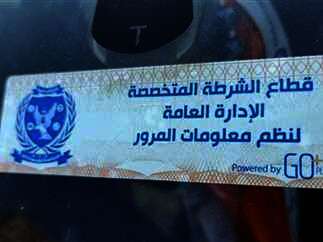 T
قطاع الشرطة المتخصصة
الإدارة العامة
لنظم معلومات المرور
Powered by GO+